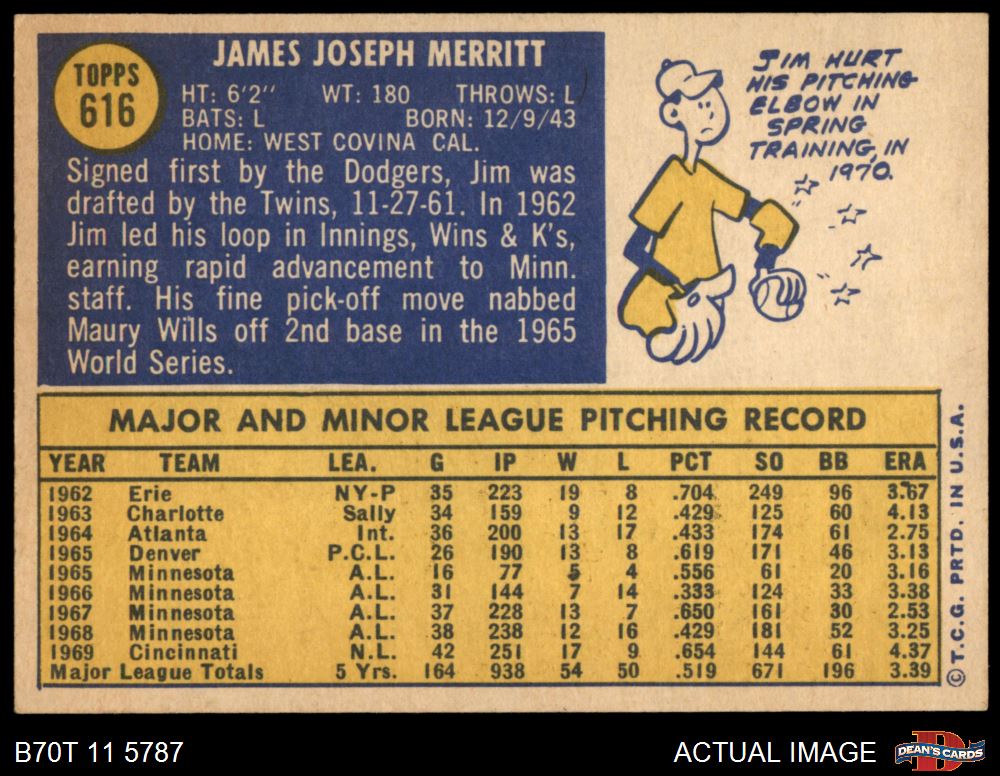 TOPPS
616
JAMES JOSEPH MERRITT
HT: 6'2" WT: 180 THROWS: L
BATS: L BORN: 12/9/43
HOME: WEST COVINA CAL.
Signed first by the Dodgers, Jim was
drafted by the Twins, 11-27-61. In 1962
Jim led his loop in Innings, Wins & K's,
earning rapid advancement to Minn.
staff. His fine pick-off move nabbed
Maury Wills off 2nd base in the 1965
World Series.
JIM HURT
HIS PITCHING
ELBOW IN
SPRING
TRAINING, IN
1970.
MAJOR AND MINOR LEAGUE PITCHING RECORD
YEAR TEAM LEA. G IP W L PCT SO BB ERA
1962 Erie NY-P 35 223 19 8 .704 249 96 3.67
1963 Charlotte Sally 34 159 9 12 .429 125 60 4.13
1964 Atlanta Int. 36 200 13 17 .433 174 61 2.75
1965 Denver P.C.L. 26 190 13 8 .619 171 46 3.13
1965 Minnesota A.L. 16 77 5 4 .556 61 20 3.16
1966 Minnesota A.L. 31 144 7 14 .333 124 33 3.38
1967 Minnesota A.L. 37 228 13 7 .650 161 30 2.53
1968 Minnesota A.L. 38 238 12 16 .429 181 52 3.25
1969 Cincinnati N.L. 42 251 17 9 .654 144 61 4.37
Major League Totals 5 Yrs. 164 938 54 50 .519 671 196 3.39
© T.C.G. PRTD. IN U.S.A.
B70T 11 5787
ACTUAL IMAGE
DEAN'S CARDS